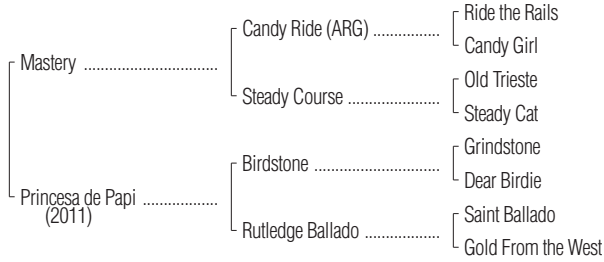 Ride the Rails
Candy Ride (ARG) ................
Candy Girl
Mastery ................................
Old Trieste
Steady Course ......................
Steady Cat
Grindstone
Birdstone ..............................
Dear Birdie
Princesa de Papi ..................
(2011)
Saint Ballado
Rutledge Ballado ..................
Gold From the West